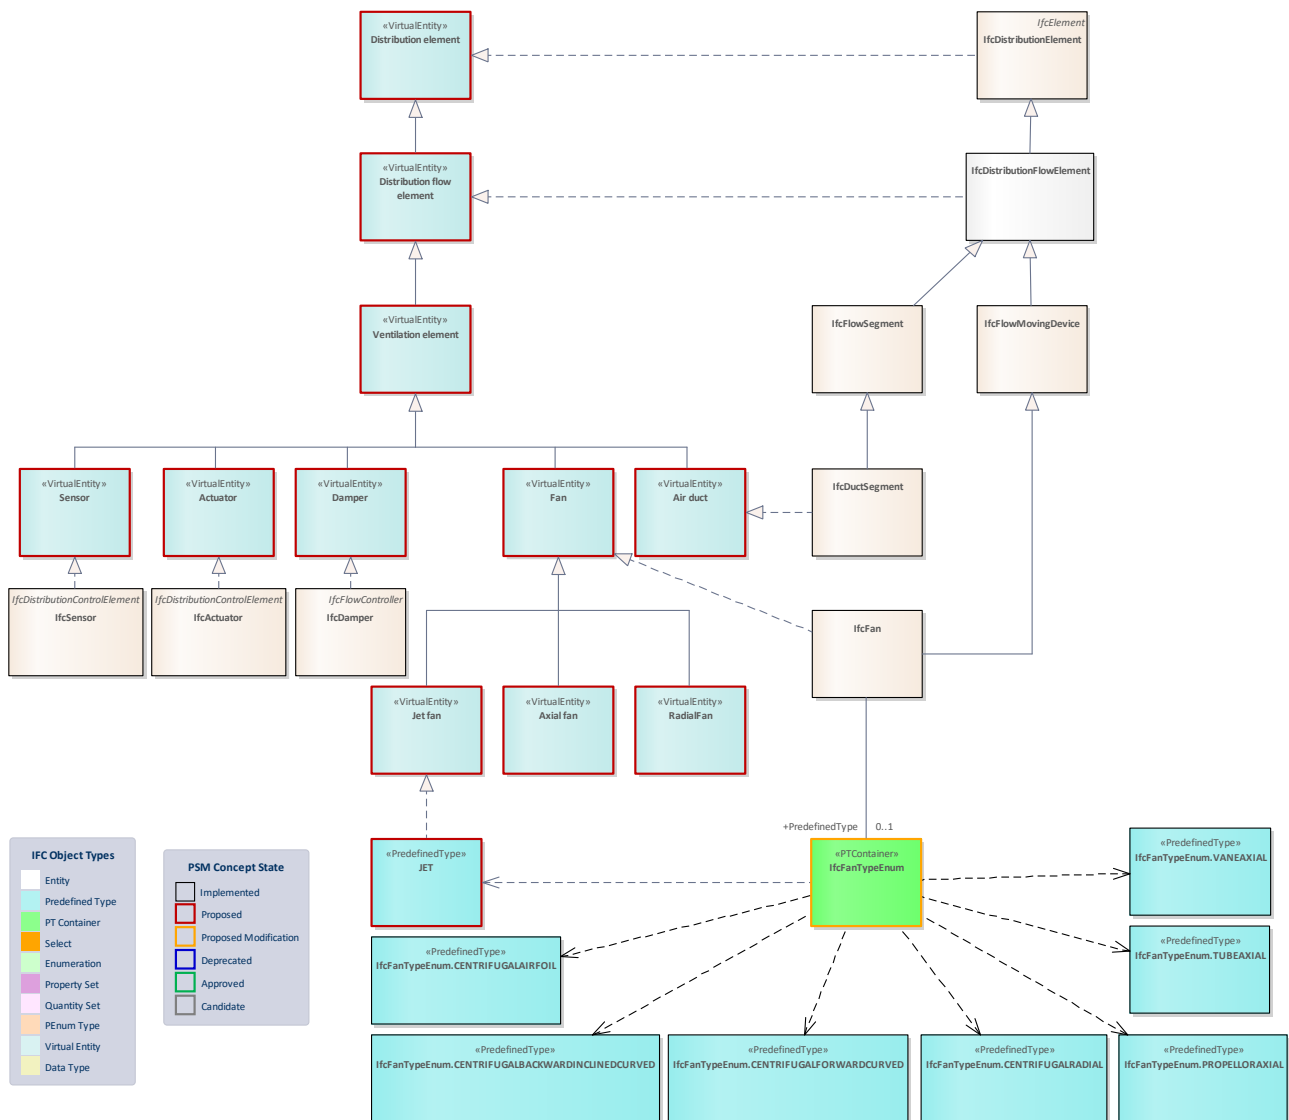 «VirtualEntity»
Distribution element
IfcElement
IfcDistributionElement
«VirtualEntity»
Distribution flow
element
IfcDistributionFlowElement
«VirtualEntity»
Ventilation element
IfcFlowSegment
IfcFlowMovingDevice
«VirtualEntity»
Sensor
«VirtualEntity»
Actuator
«VirtualEntity»
Damper
«VirtualEntity»
Fan
«VirtualEntity»
Air duct
IfcDuctSegment
IfcDistributionControlElement
IfcSensor
IfcDistributionControlElement
IfcActuator
IfcFlowController
IfcDamper
IfcFan
«VirtualEntity»
Jet fan
«VirtualEntity»
Axial fan
«VirtualEntity»
RadialFan
+PredefinedType
0..1
«PredefinedType»
JET
«PTContainer»
IfcFanTypeEnum
«PredefinedType»
IfcFanTypeEnum.VANEAXIAL
«PredefinedType»
IfcFanTypeEnum.CENTRIFUGALAIRFOIL
«PredefinedType»
IfcFanTypeEnum.TUBEAXIAL
«PredefinedType»
IfcFanTypeEnum.CENTRIFUGALBACKWARDINCLINEDCURVED
«PredefinedType»
IfcFanTypeEnum.CENTRIFUGALFORWARDCURVED
«PredefinedType»
IfcFanTypeEnum.CENTRIFUGALRADIAL
«PredefinedType»
IfcFanTypeEnum.PROPELLORAXIAL
IFC Object Types
Entity
Predefined Type
PT Container
Select
Enumeration
Property Set
Quantity Set
PEnum Type
Virtual Entity
Data Type
PSM Concept State
Implemented
Proposed
Proposed Modification
Deprecated
Approved
Candidate